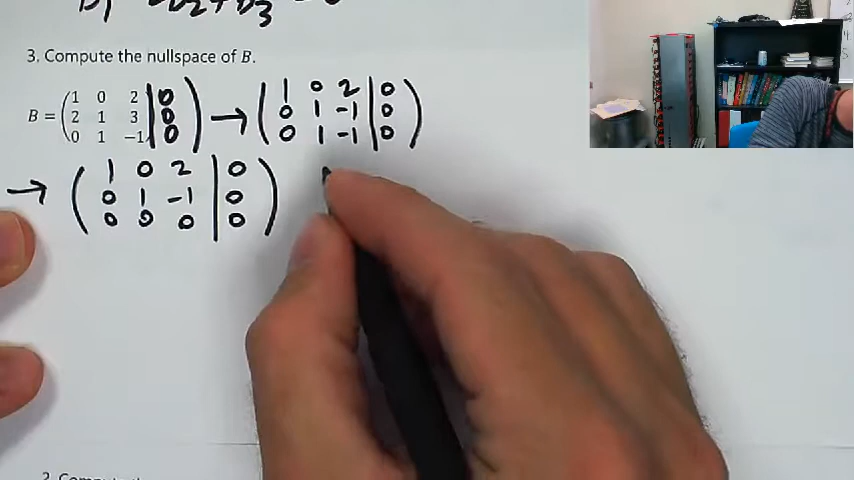 3. Compute the nullspace of B.
B = ( 1 0 2 | 0 ) → ( 1 0 2 | 0 )
( 2 1 3 | 0 ) ( 0 1 -1 | 0 )
( 0 1 -1 | 0 ) ( 0 1 -1 | 0 )
→ ( 1 0 2 | 0 )
( 0 1 -1 | 0 )
( 0 0 0 | 0 )